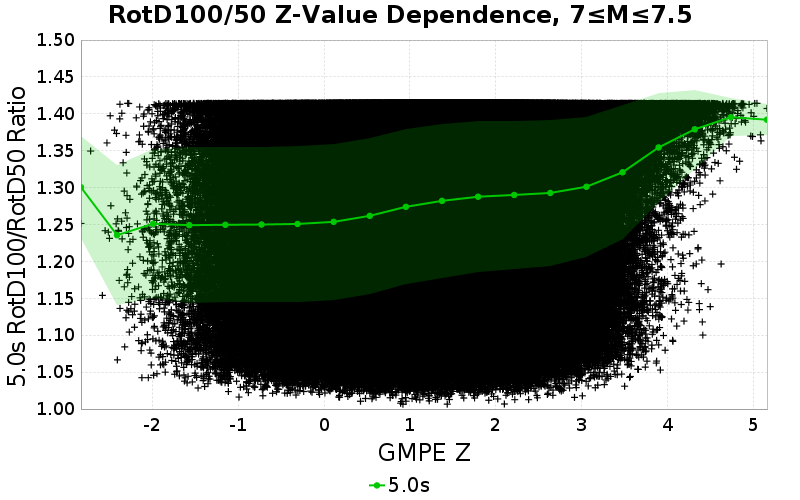 RotD100/50 Z-Value Dependence, 7≤M≤7.5
5.0s RotD100/RotD50 Ratio
1.50
1.45
1.40
1.35
1.30
1.25
1.20
1.15
1.10
1.05
1.00
-2 -1 0 1 2 3 4 5
GMPE Z
5.0s